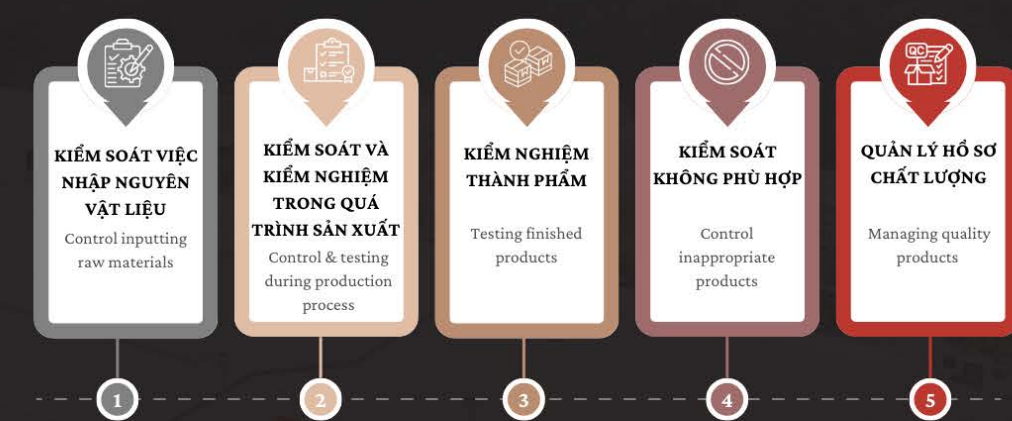 QC
KIỂM SOÁT VIỆC
NHẬP NGUYÊN
VẬT LIỆU
Control inputting
raw materials
KIỂM SOÁT VÀ
KIỂM NGHIỆM
TRONG QUÁ
TRÌNH SẢN XUẤT
Control & testing
during production
process
KIỂM NGHIỆM
THÀNH PHẨM
Testing finished
products
KIỂM SOÁT
KHÔNG PHÙ HỢP
Control
inappropriate
products
QUẢN LÝ HỒ SƠ
CHẤT LƯỢNG
Managing quality
products
1
2
3
4
5